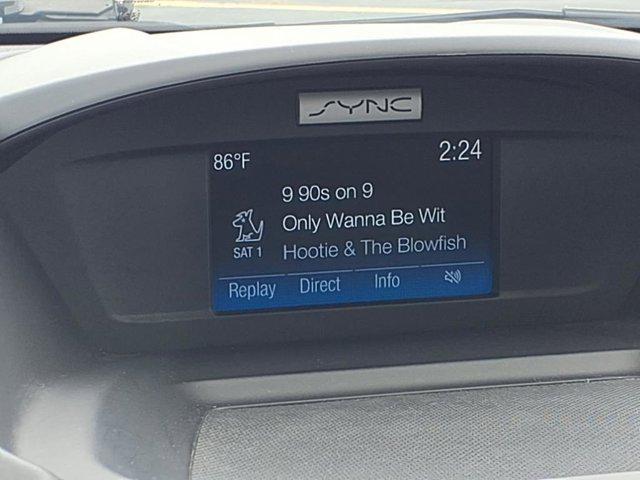 SYNC
86°F 2:24
9 90s on 9
Only Wanna Be Wit
SAT 1 Hootie & The Blowfish
Replay Direct Info